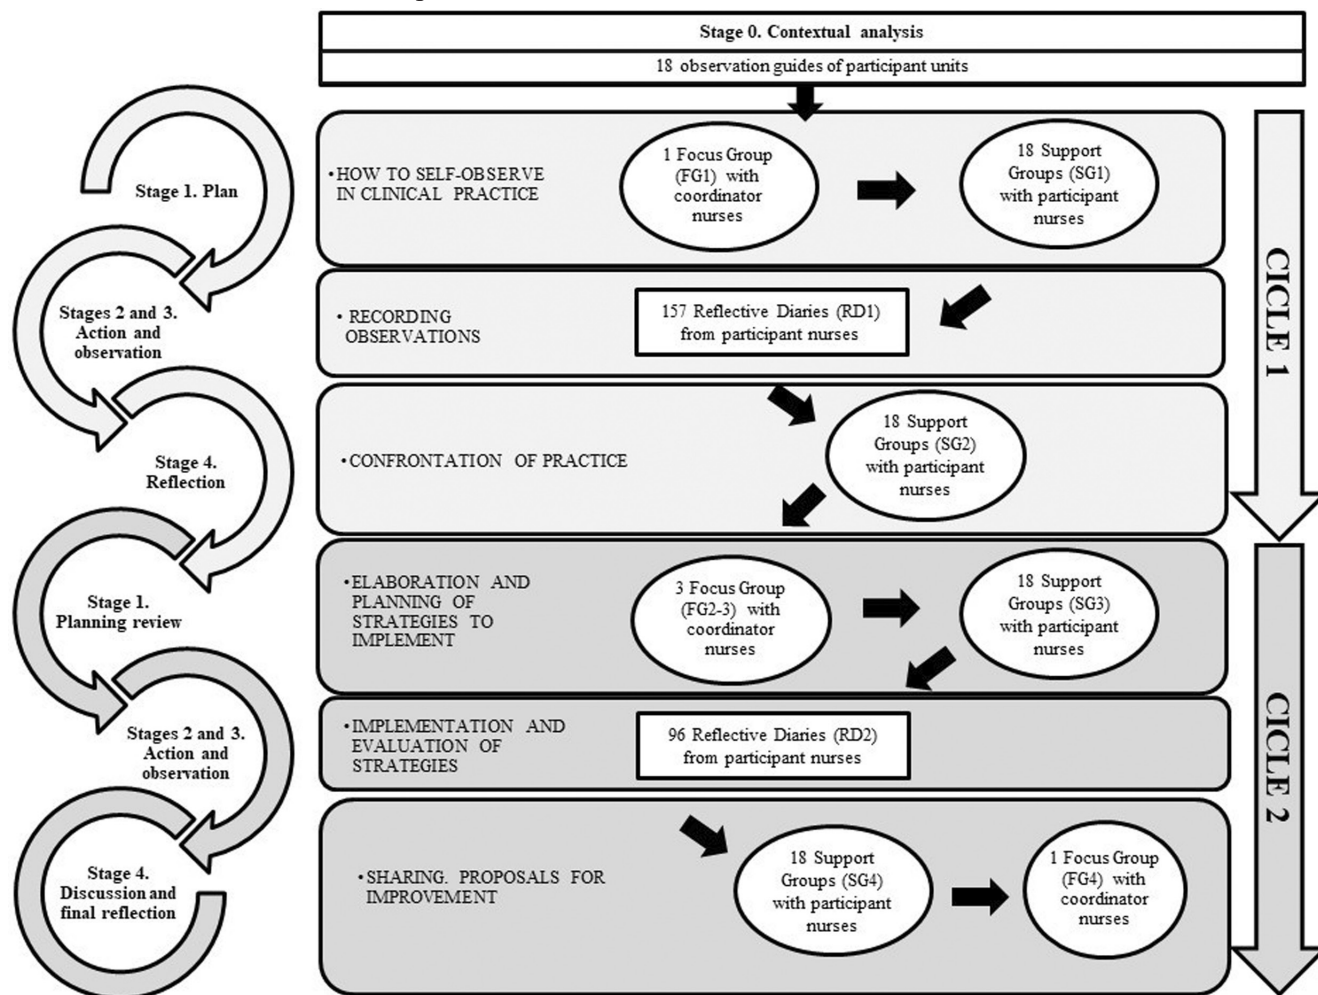 Stage 0. Contextual analysis
18 observation guides of participant units
Stage 1. Plan
•HOW TO SELF-OBSERVE
IN CLINICAL PRACTICE
1 Focus Group
(FG1) with
coordinator
nurses
18 Support
Groups (SG1)
with participant
nurses
CICLE 1
Stages 2 and 3.
Action and
observation
• RECORDING
OBSERVATIONS
157 Reflective Diaries (RD1)
from participant nurses
Stage 4.
Reflection
•CONFRONTATION OF PRACTICE
18 Support
Groups (SG2)
with participant
nurses
Stage 1.
Planning review
•ELABORATION AND
PLANNING OF
STRATEGIES TO
IMPLEMENT
3 Focus Group
(FG2-3) with
coordinator
nurses
18 Support
Groups (SG3)
with participant
nurses
CICLE 2
Stages 2 and 3.
Action and
observation
•IMPLEMENTATION AND
EVALUATION OF
STRATEGIES
96 Reflective Diaries (RD2)
from participant nurses
Stage 4.
Discussion and
final reflection
•SHARING. PROPOSALS FOR
IMPROVEMENT
18 Support
Groups (SG4)
with participant
nurses
1 Focus Group
(FG4) with
coordinator
nurses